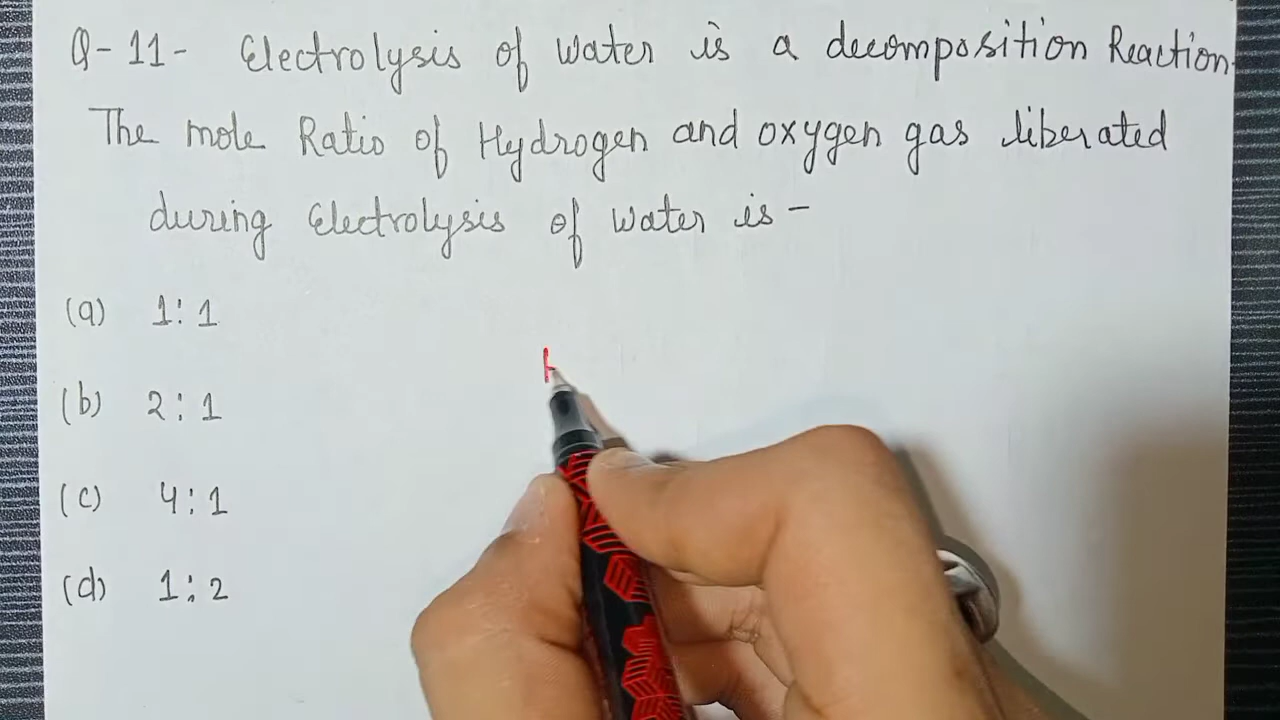 Q-11- Electrolysis of water is a decomposition Reaction.
The mole Ratio of Hydrogen and oxygen gas liberated
during Electrolysis of water is -
(a) 1:1
(b) 2:1
(c) 4:1
(d) 1:2